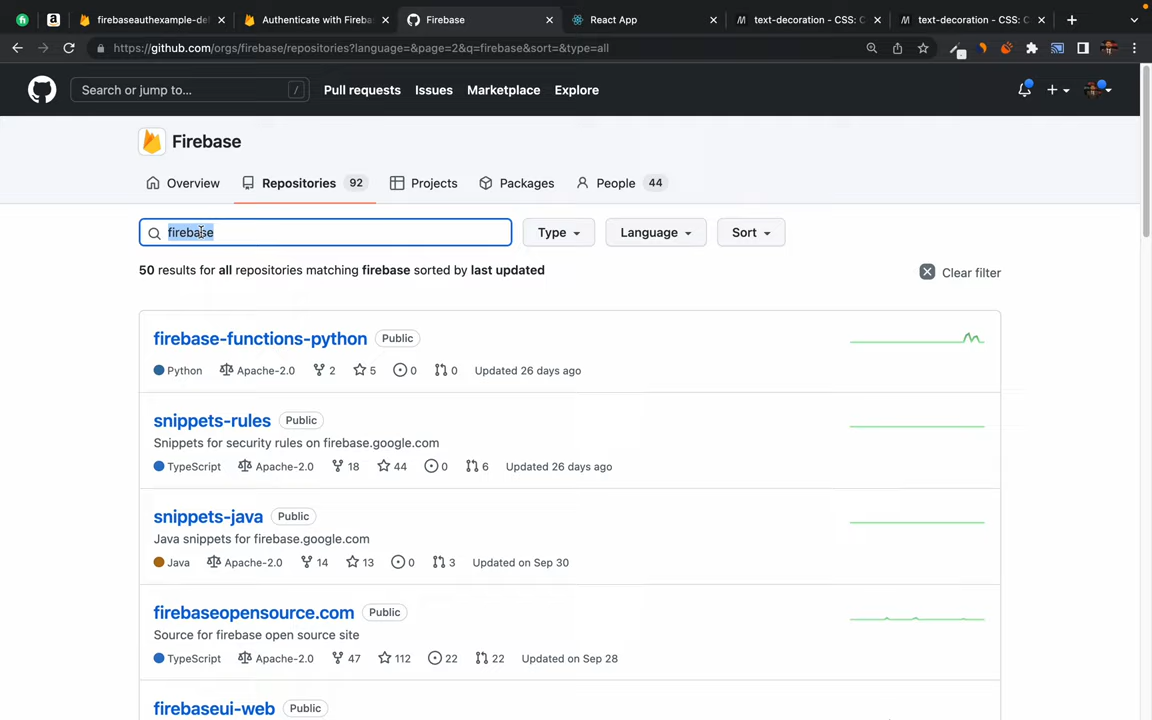 firebaseauthexample-de
Authenticate with Fireba
Firebase
React App
text-decoration - CSS: C
text-decoration - CSS: C
https://github.com/orgs/firebase/repositories?language=&page=2&q=firebase&sort=&type=all
Search or jump to... /
Pull requests
Issues
Marketplace
Explore
Firebase
Overview
Repositories 92
Projects
Packages
People 44
firebase
Type
Language
Sort
50 results for all repositories matching firebase sorted by last updated
Clear filter
firebase-functions-python Public
Python Apache-2.0 2 5 0 0 Updated 26 days ago
snippets-rules Public
Snippets for security rules on firebase.google.com
TypeScript Apache-2.0 18 44 0 6 Updated 26 days ago
snippets-java Public
Java snippets for firebase.google.com
Java Apache-2.0 14 13 0 3 Updated on Sep 30
firebaseopensource.com Public
Source for firebase open source site
TypeScript Apache-2.0 47 112 22 22 Updated on Sep 28
firebaseui-web Public